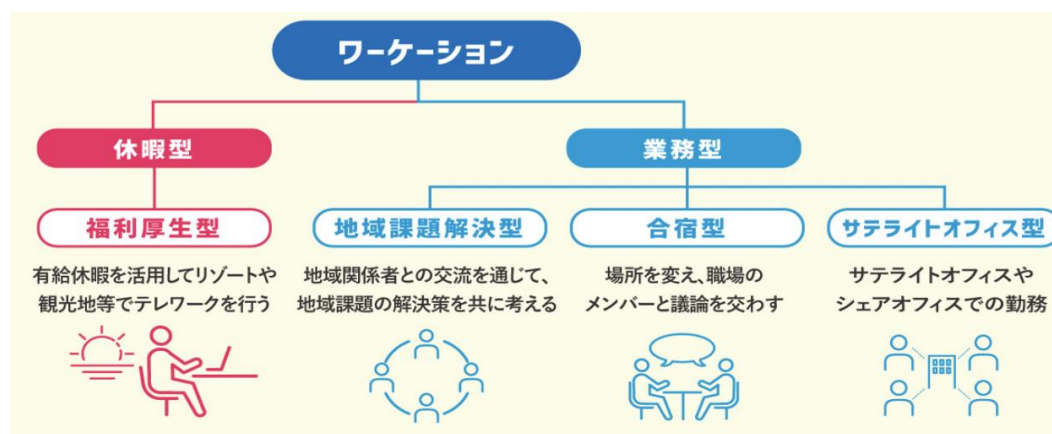 ワーケーション
休暇型
業務型
福利厚生型
地域課題解決型
合宿型
サテライトオフィス型
有給休暇を活用してリゾートや
観光地等でテレワークを行う
地域関係者との交流を通じて、
地域課題の解決策を共に考える
場所を変え、職場の
メンバーと議論を交わす
サテライトオフィスや
シェアオフィスでの勤務